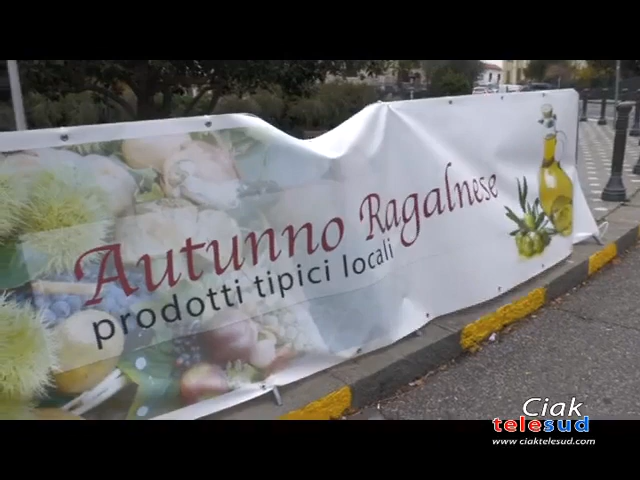 Autunno Ragalnese
prodotti tipici locali
Ciak
telesud
www.ciaktelesud.com